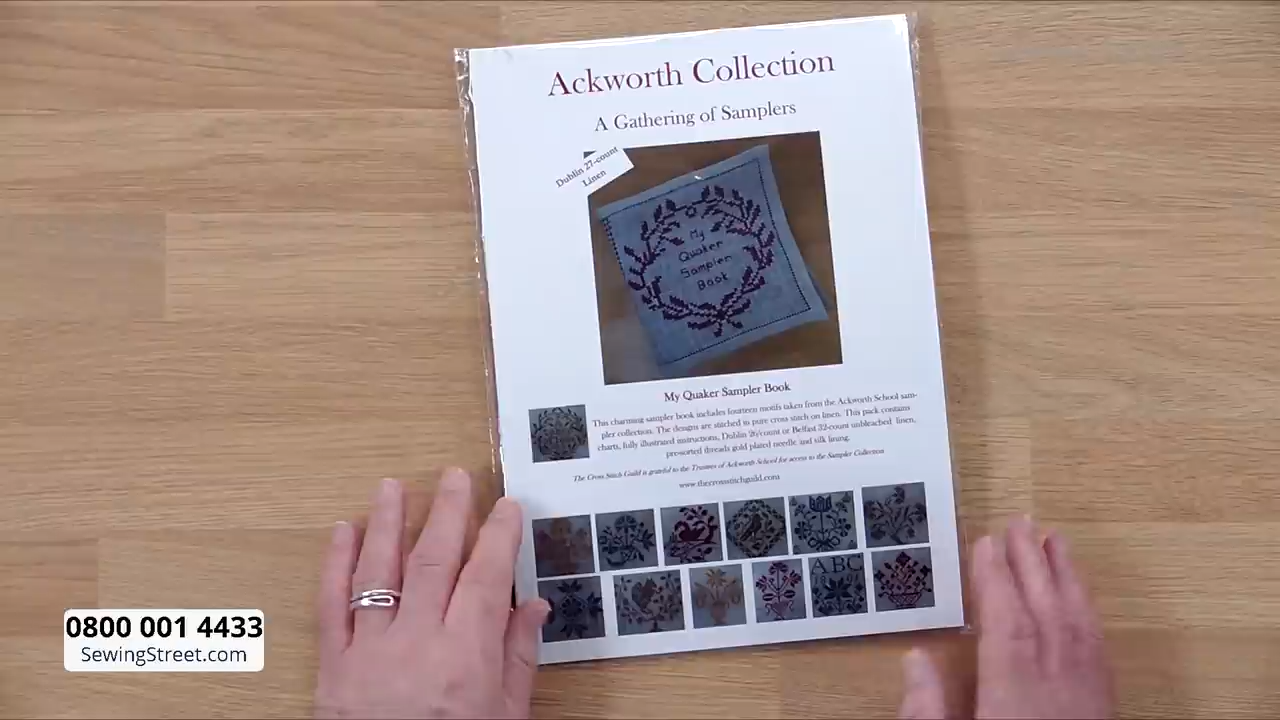 Ackworth Collection
A Gathering of Samplers
Dublin 27-count
Linen
My
Quaker
Sampler
Book
My Quaker Sampler Book
This charming sampler book includes fourteen motifs taken from the Ackworth School sam-
pler collection. The designs are stitched in pure cross stitch on linen. This pack contains
charts, fully illustrated instructions, Dublin 26/count or Belfast 32-count unbleached linen,
pre-sorted threads gold plated needle and silk lining.
The Cross Stitch Guild is grateful to the Trustees of Ackworth School for access to the Sampler Collection
www.thecrossstitchguild.com
ABC
0800 001 4433
SewingStreet.com